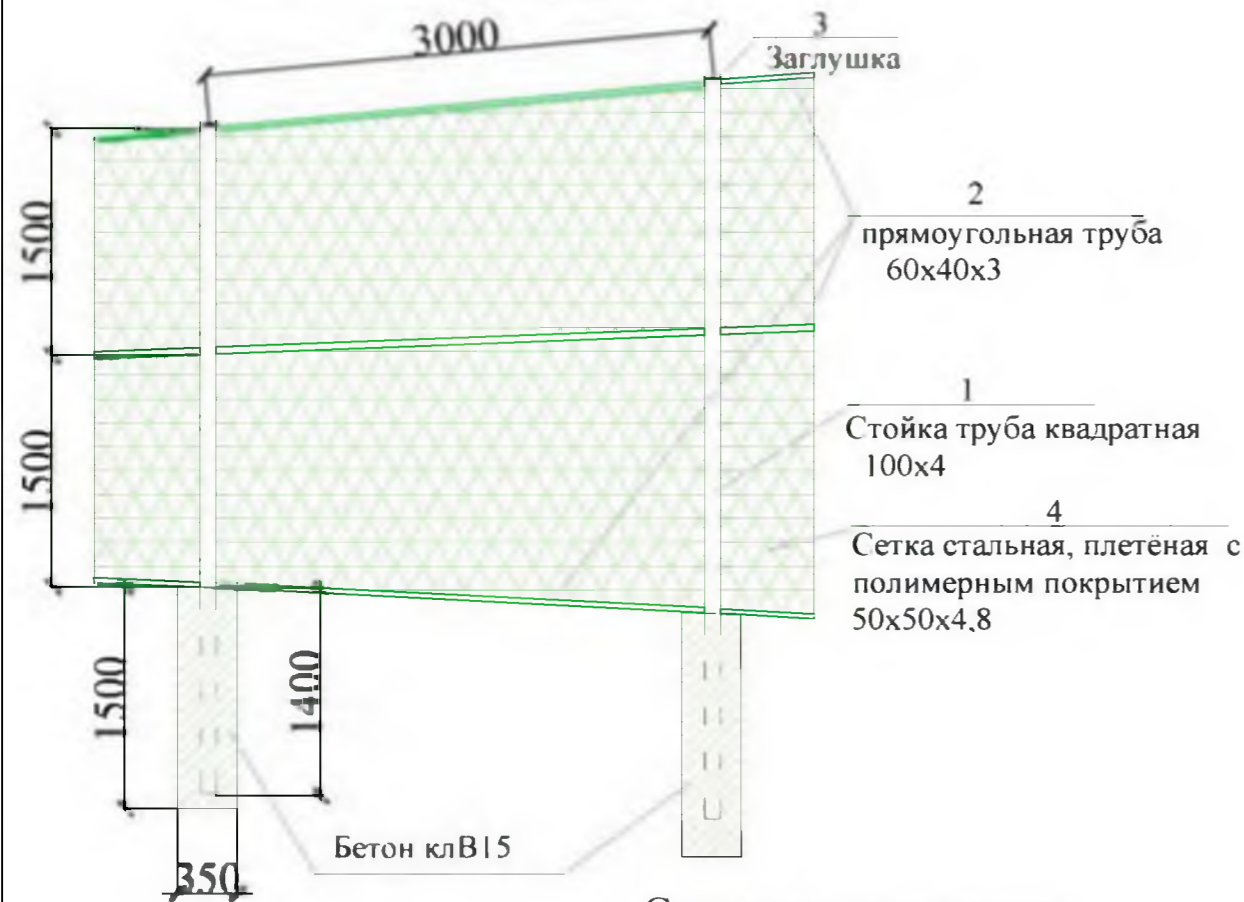 3000
3
Заглушка
1500
2
прямоугольная труба
60х40х3
1500
1
Стойка труба квадратная
100х4
4
Сетка стальная, плетёная с
полимерным покрытием
50х50х4,8
1500
1400
Бетон клВ15
350